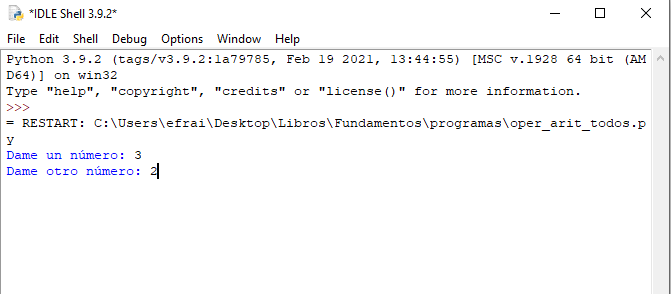 *IDLE Shell 3.9.2*
File Edit Shell Debug Options Window Help
Python 3.9.2 (tags/v3.9.2:1a79785, Feb 19 2021, 13:44:55) [MSC v.1928 64 bit (AM
D64)] on win32
Type "help", "copyright", "credits" or "license()" for more information.
>>>
= RESTART: C:\Users\efrai\Desktop\Libros\Fundamentos\programas\oper_arit_todos.p
y
Dame un número: 3
Dame otro número: 2